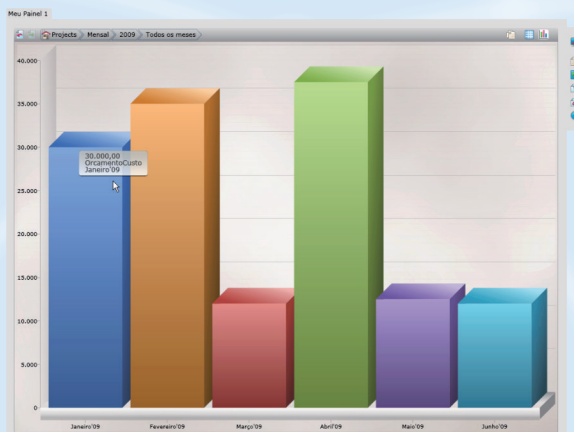 Meu Painel 1
Projects Mensal 2009 Todos os meses
40.000
35.000
30.000
25.000
20.000
15.000
10.000
5.000
0
30.000,00
OrcamentoCusto
Janeiro'09
Janeiro'09 Fevereiro'09 Março'09 Abril'09 Maio'09 Junho'09